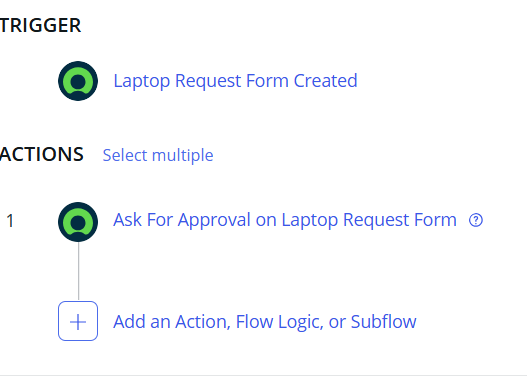 TRIGGER
Laptop Request Form Created
ACTIONS Select multiple
1 Ask For Approval on Laptop Request Form ?
Add an Action, Flow Logic, or Subflow